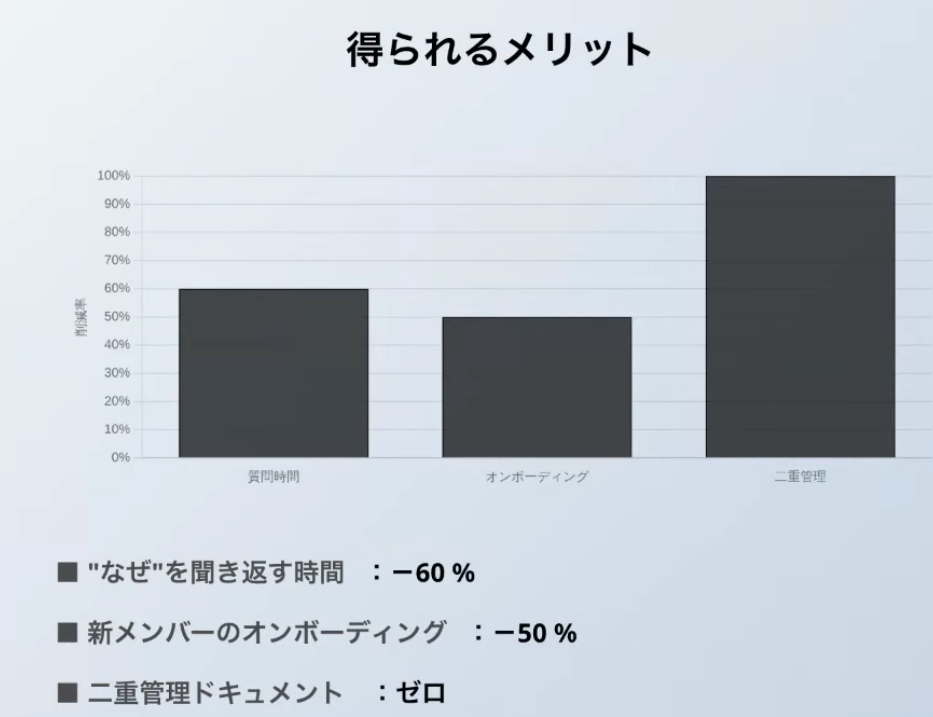 得られるメリット
100%
90%
80%
70%
60%
50%
40%
30%
20%
10%
0%
削減率
質問時間 オンボーディング 二重管理
■ "なぜ"を聞き返す時間 ：－60 %
■ 新メンバーのオンボーディング ：－50 %
■ 二重管理ドキュメント ：ゼロ